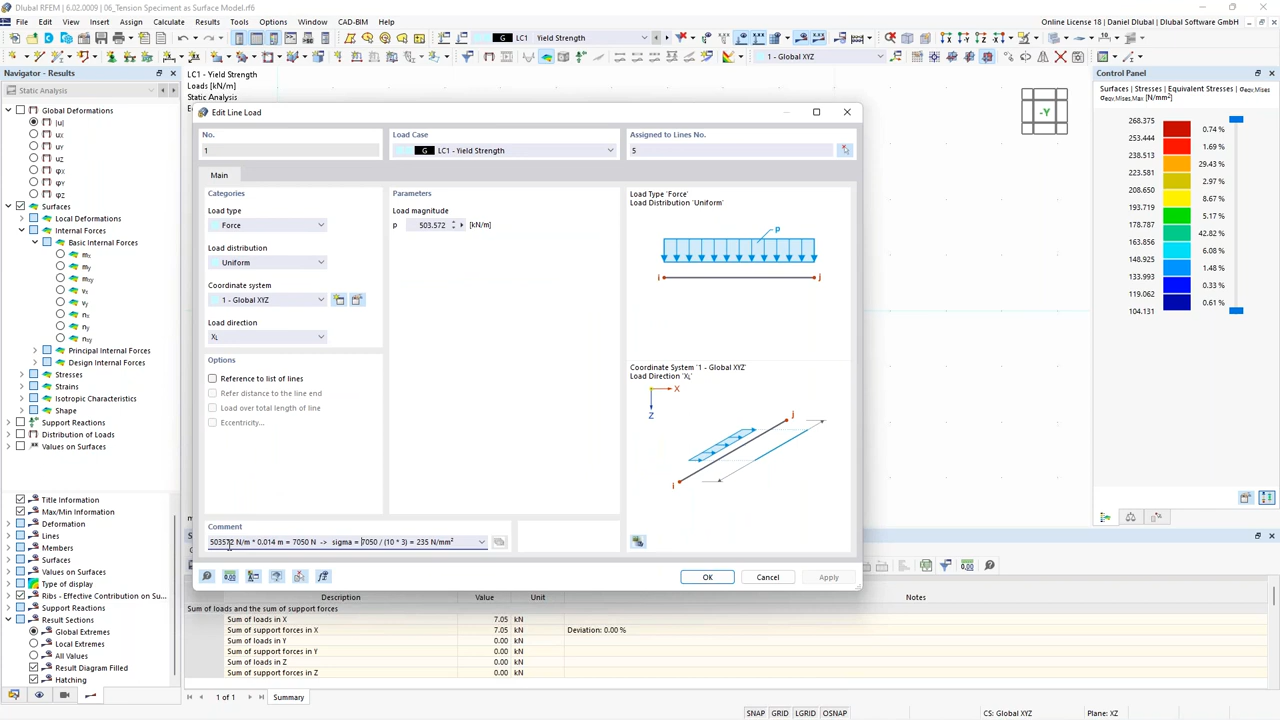 Dlubal RFEM | 6.02.0009 | 06_Tension Speciment as Surface Model.rf6
File Edit View Insert Assign Calculate Results Tools Options Window CAD-BIM Help
Online License 18 | Daniel Dlubal | Dlubal Software GmbH
G LC1 Yield Strength
1 - Global XYZ
Navigator - Results
Static Analysis
Global Deformations
|u|
uX
uY
uZ
φX
φY
φZ
Surfaces
Local Deformations
Internal Forces
Basic Internal Forces
mx
my
mxy
vx
vy
nx
ny
nxy
Principal Internal Forces
Design Internal Forces
Stresses
Strains
Isotropic Characteristics
Shape
Support Reactions
Distribution of Loads
Values on Surfaces
Title Information
Max/Min Information
Deformation
Lines
Members
Surfaces
Values on Surfaces
Type of display
Ribs - Effective Contribution on Su...
Support Reactions
Result Sections
Global Extremes
Local Extremes
All Values
Result Diagram Filled
Hatching
LC1 - Yield Strength
Loads [kN/m]
Static Analysis
Edit Line Load
No.
1
Load Case
G LC1 - Yield Strength
Assigned to Lines No.
5
Main
Categories
Load type
Force
Load distribution
Uniform
Coordinate system
1 - Global XYZ
Load direction
XL
Options
Reference to list of lines
Refer distance to the line end
Load over total length of line
Eccentricity...
Parameters
Load magnitude
p 503.572 [kN/m]
Load Type 'Force'
Load Distribution 'Uniform'
p
i j
Coordinate System '1 - Global XYZ'
Load Direction 'XL'
X
Z
j
i
Comment
503572 N/m * 0.014 m = 7050 N -> sigma = 7050 / (10 * 3) = 235 N/mm²
OK Cancel Apply
Description Value Unit Notes
Sum of loads and the sum of support forces
Sum of loads in X 7.05 kN
Sum of support forces in X 7.05 kN Deviation: 0.00 %
Sum of loads in Y 0.00 kN
Sum of support forces in Y 0.00 kN
Sum of loads in Z 0.00 kN
Sum of support forces in Z 0.00 kN
1 of 1 Summary
-Y
Control Panel
Surfaces | Stresses | Equivalent Stresses | σeqv,Mises
σeqv,Mises,Max [N/mm²]
268.375
253.444 0.74 %
238.513 1.69 %
223.581 29.43 %
208.650 2.97 %
193.719 8.67 %
178.787 5.17 %
163.856 42.82 %
148.925 6.08 %
133.993 1.48 %
119.062 0.33 %
104.131 0.61 %
SNAP GRID LGRID OSNAP CS: Global XYZ Plane: XZ